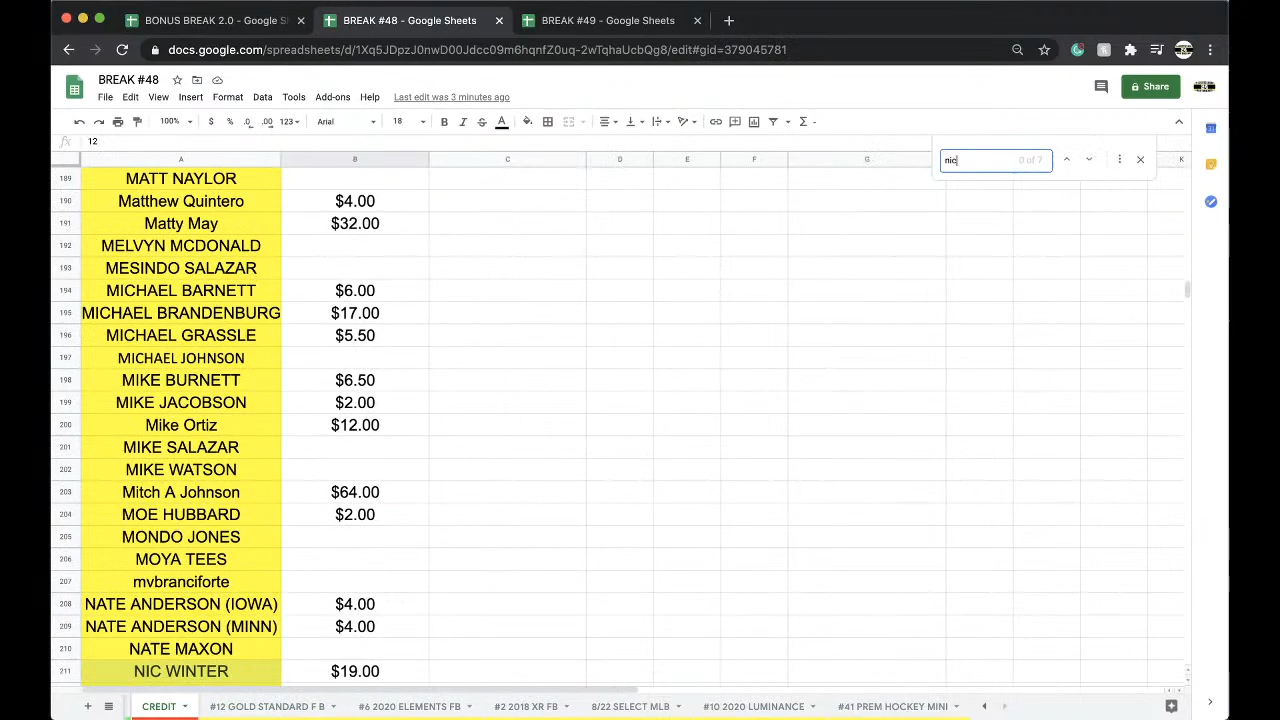 BONUS BREAK 2.0 - Google S
BREAK #48 - Google Sheets
BREAK #49 - Google Sheets
docs.google.com/spreadsheets/d/1Xq5JDpzJ0nwD00Jdcc09m6hqnfZ0uq-2wTqhaUcbQg8/edit#gid=379045781
BREAK #48
File Edit View Insert Format Data Tools Add-ons Help Last edit was 3 minutes ago
Share
100% $ % .0 .00 123 Arial 18 B I S A
fx 12
nic 0 of 7
A B C D E F G K
189 MATT NAYLOR
190 Matthew Quintero $4.00
191 Matty May $32.00
192 MELVYN MCDONALD
193 MESINDO SALAZAR
194 MICHAEL BARNETT $6.00
195 MICHAEL BRANDENBURG $17.00
196 MICHAEL GRASSLE $5.50
197 MICHAEL JOHNSON
198 MIKE BURNETT $6.50
199 MIKE JACOBSON $2.00
200 Mike Ortiz $12.00
201 MIKE SALAZAR
202 MIKE WATSON
203 Mitch A Johnson $64.00
204 MOE HUBBARD $2.00
205 MONDO JONES
206 MOYA TEES
207 mvbranciforte
208 NATE ANDERSON (IOWA) $4.00
209 NATE ANDERSON (MINN) $4.00
210 NATE MAXON
211 NIC WINTER $19.00
CREDIT #12 GOLD STANDARD F B #6 2020 ELEMENTS FB #2 2018 XR FB 8/22 SELECT MLB #10 2020 LUMINANCE #41 PREM HOCKEY MINI